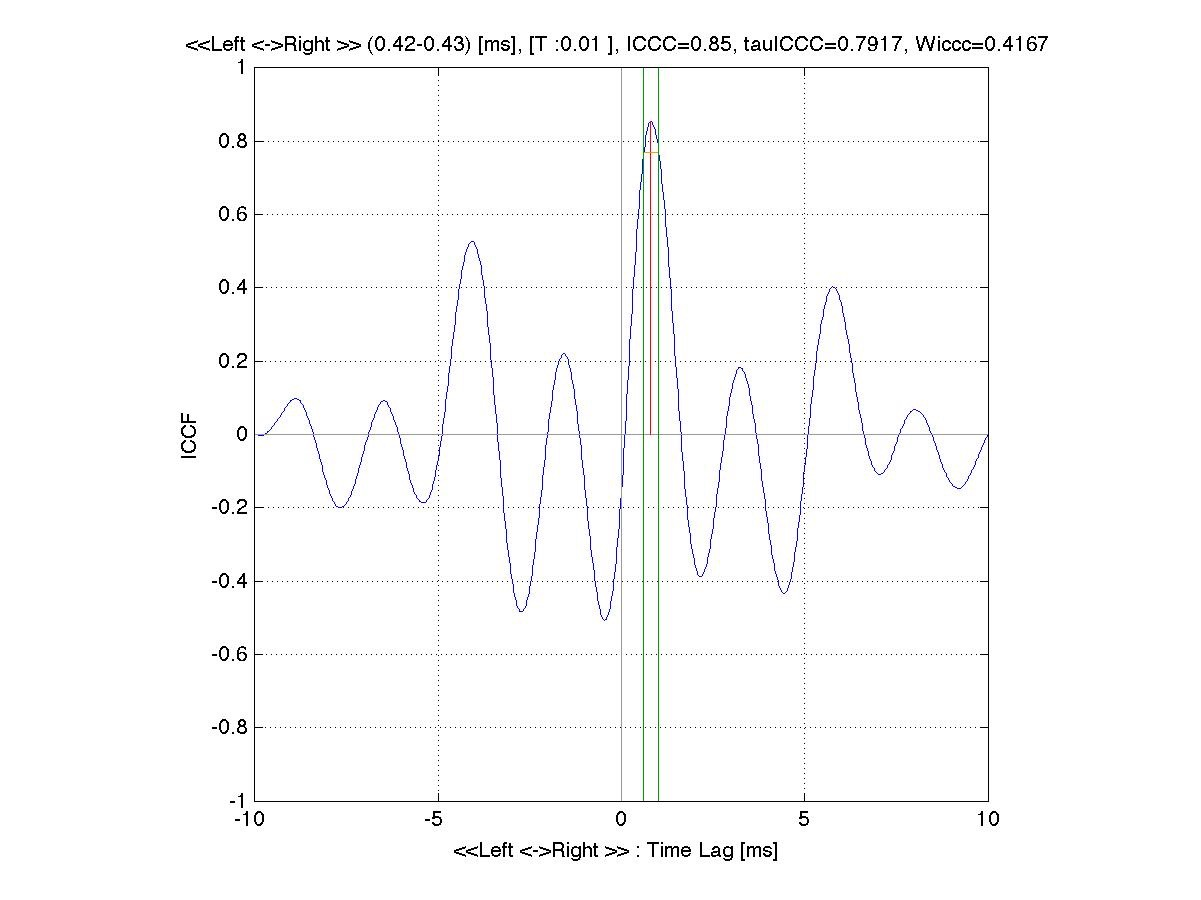 <<Left <->Right >> (0.42-0.43) [ms], [T :0.01 ], ICCC=0.85, tauICCC=0.7917, Wiccc=0.4167
1
0.8
0.6
0.4
0.2
0
-0.2
-0.4
-0.6
-0.8
-1
ICCF
-10 -5 0 5 10
<<Left <->Right >> : Time Lag [ms]